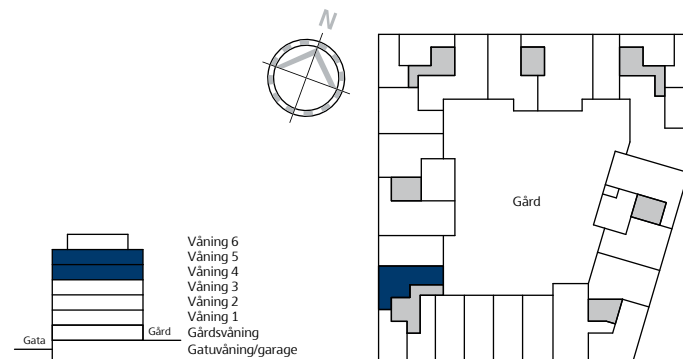 N
Gård
Våning 6
Våning 5
Våning 4
Våning 3
Våning 2
Våning 1
Gata
Gård
Gårdsvåning
Gatuvåning/garage